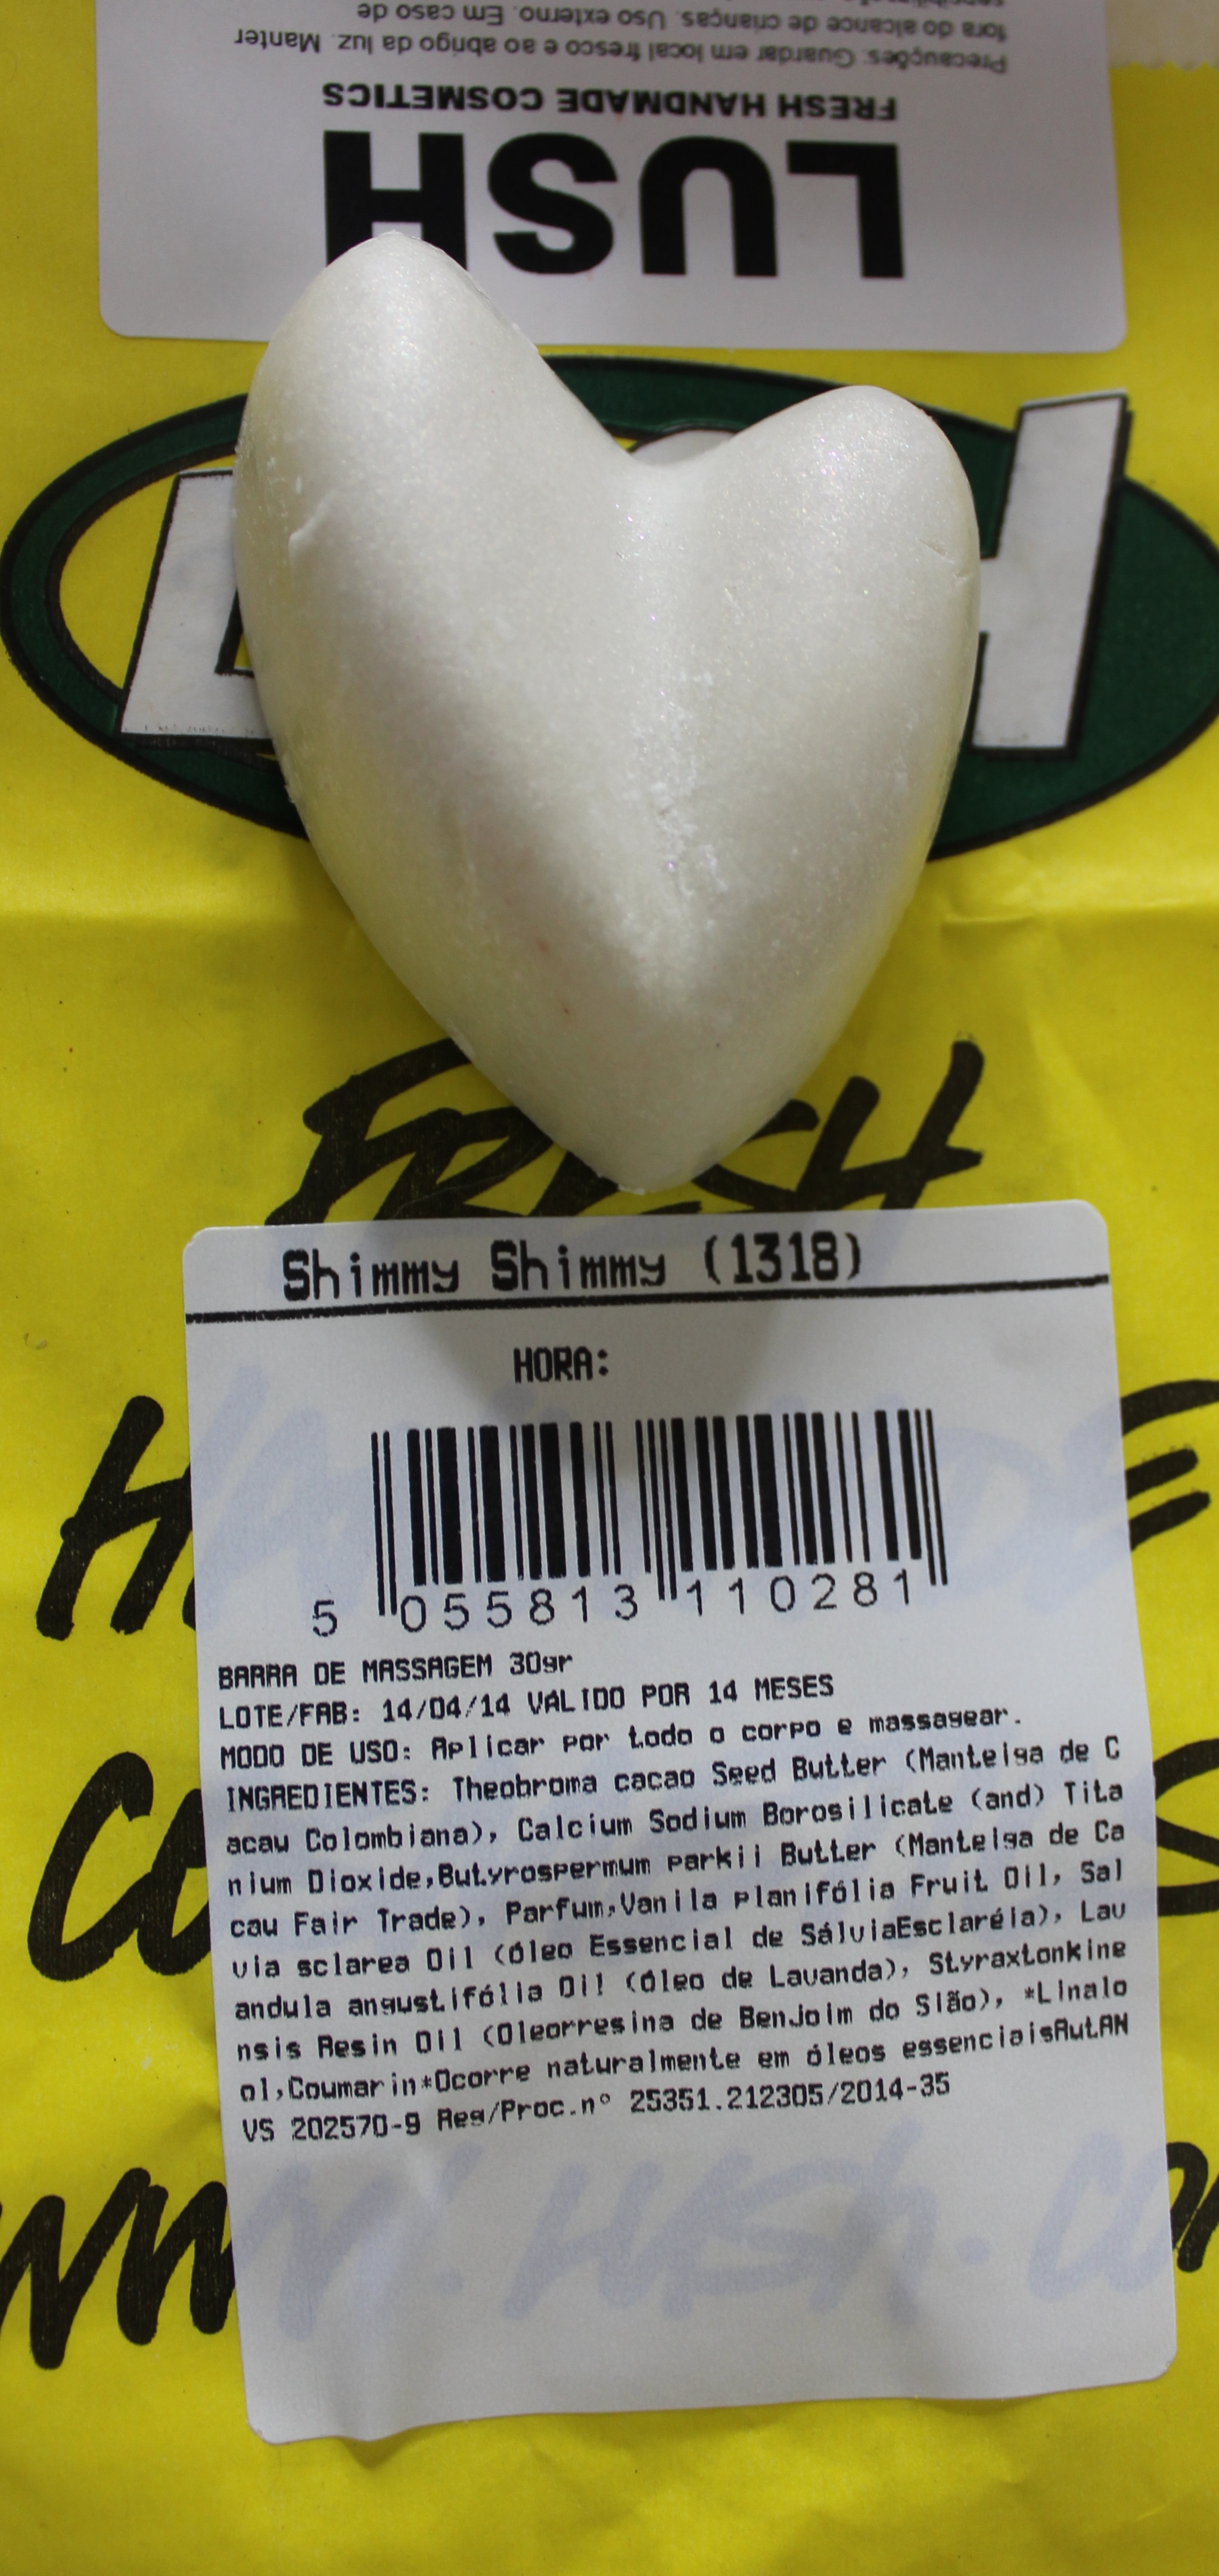 Precauções: Guardar em local fresco e ao abrigo da luz. Manter
fora do alcance de crianças. Uso externo. Em caso de
FRESH HANDMADE COSMETICS
LUSH
L H
FRESH
Shimmy Shimmy (1318)
HORA:
5 055813 110281
BARRA DE MASSAGEM 30gr
LOTE/FAB: 14/04/14 VALIDO POR 14 MESES
MODO DE USO: Aplicar por todo o corpo e massagear.
INGREDIENTES: Theobroma cacao Seed Butter (Manteiga de C
acau Colombiana), Calcium Sodium Borosilicate (and) Tita
nium Dioxide,Butyrospermum parkii Butter (Manteiga de Ca
cau Fair Trade), Parfum,Vanila planifólia Fruit Oil, Sal
via sclarea Oil (óleo Essencial de SálviaEsclaréia), Lav
andula angustifólia Oil (Óleo de Lavanda), Styraxtonkine
nsis Resin Oil (Oleorresina de Benjoim do Sião), *Linalo
ol,Coumarin*Ocorre naturalmente em óleos essenciaisAutAN
VS 202570-9 Reg/Proc.nº 25351.212305/2014-35